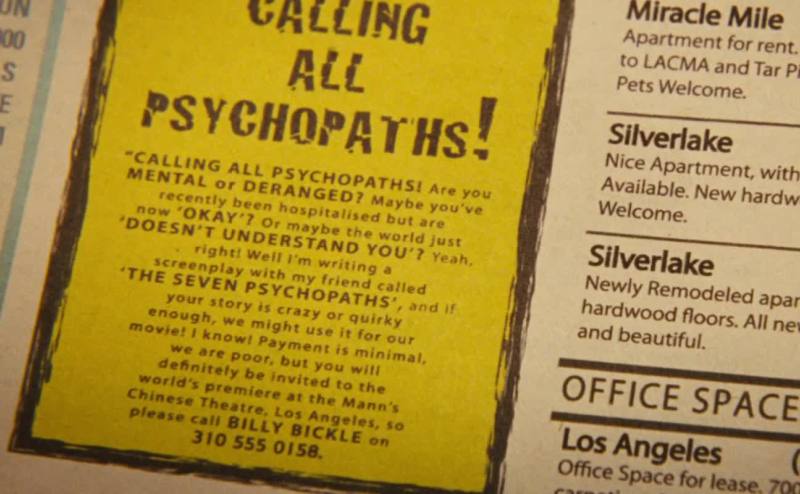 CALLING
ALL
PSYCHOPATHS!
"CALLING ALL PSYCHOPATHS! Are you
MENTAL or DERANGED? Maybe you've
recently been hospitalised but are
now 'OKAY'? Or maybe the world just
'DOESN'T UNDERSTAND YOU'? Yeah,
right! Well I'm writing a
screenplay with my friend called
'THE SEVEN PSYCHOPATHS', and if
your story is crazy or quirky
enough, we might use it for our
movie! I know! Payment is minimal,
we are poor, but you will
definitely be invited to the
world's premiere at the Mann's
Chinese Theatre, Los Angeles, so
please call BILLY BICKLE on
310 555 0158.
Miracle Mile
Apartment for rent.
to LACMA and Tar
Pets Welcome.
Silverlake
Nice Apartment, with
Available. New
Welcome.
Silverlake
Newly Remodeled
hardwood floors. All
and beautiful.
OFFICE SPACE
Los Angeles
Office Space for lease.